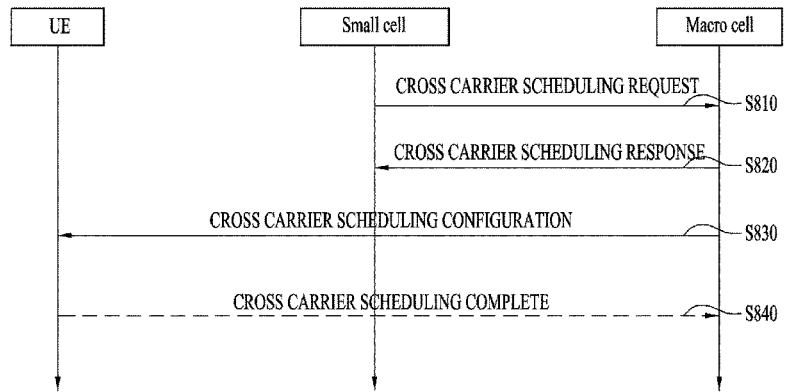 UE
Small cell
Macro cell
CROSS CARRIER SCHEDULING REQUEST
S810
CROSS CARRIER SCHEDULING RESPONSE
S820
CROSS CARRIER SCHEDULING CONFIGURATION
S830
CROSS CARRIER SCHEDULING COMPLETE
S840